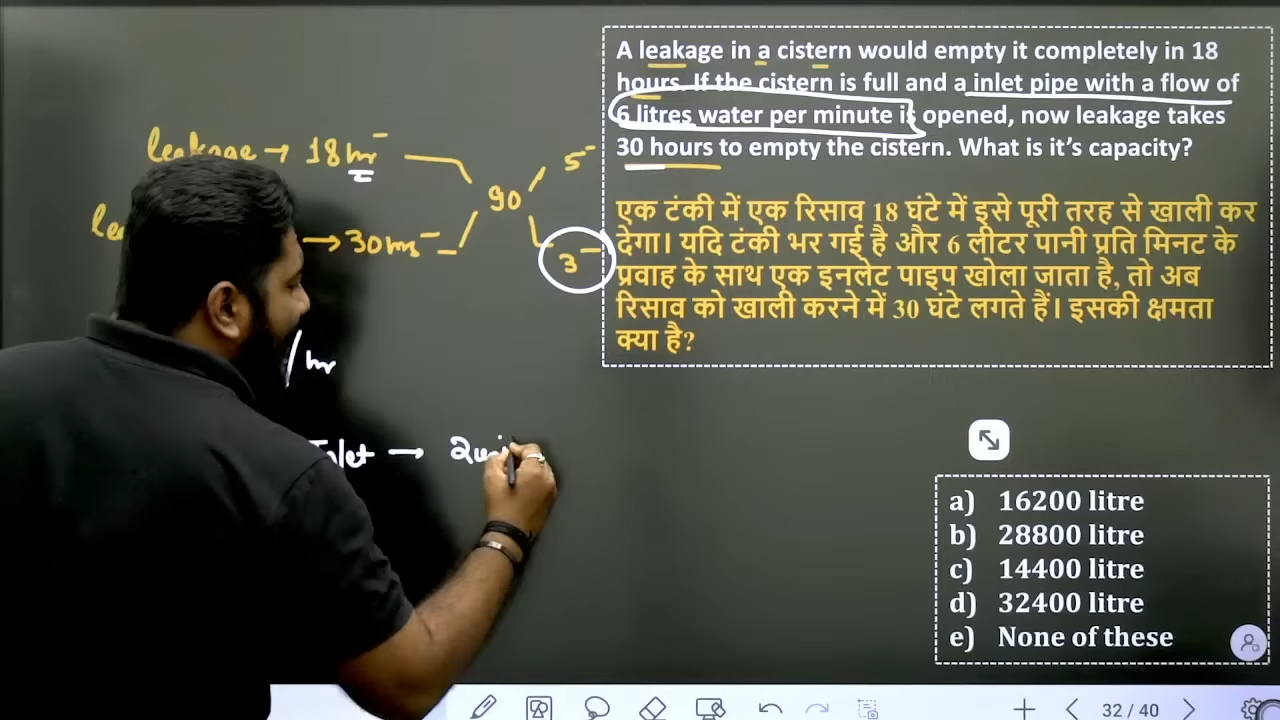 A leakage in a cistern would empty it completely in 18
hours. If the cistern is full and a inlet pipe with a flow of
6 litres water per minute is opened, now leakage takes
30 hours to empty the cistern. What is it's capacity?
एक टंकी में एक रिसाव 18 घंटे में इसे पूरी तरह से खाली कर
देगा। यदि टंकी भर गई है और 6 लीटर पानी प्रति मिनट के
प्रवाह के साथ एक इनलेट पाइप खोला जाता है, तो अब
रिसाव को खाली करने में 30 घंटे लगते हैं। इसकी क्षमता
क्या है?
leakage → 18 hr
90
5
→ 30 hrs
3
/hr
Inlet → 2
a) 16200 litre
b) 28800 litre
c) 14400 litre
d) 32400 litre
e) None of these
32 / 40